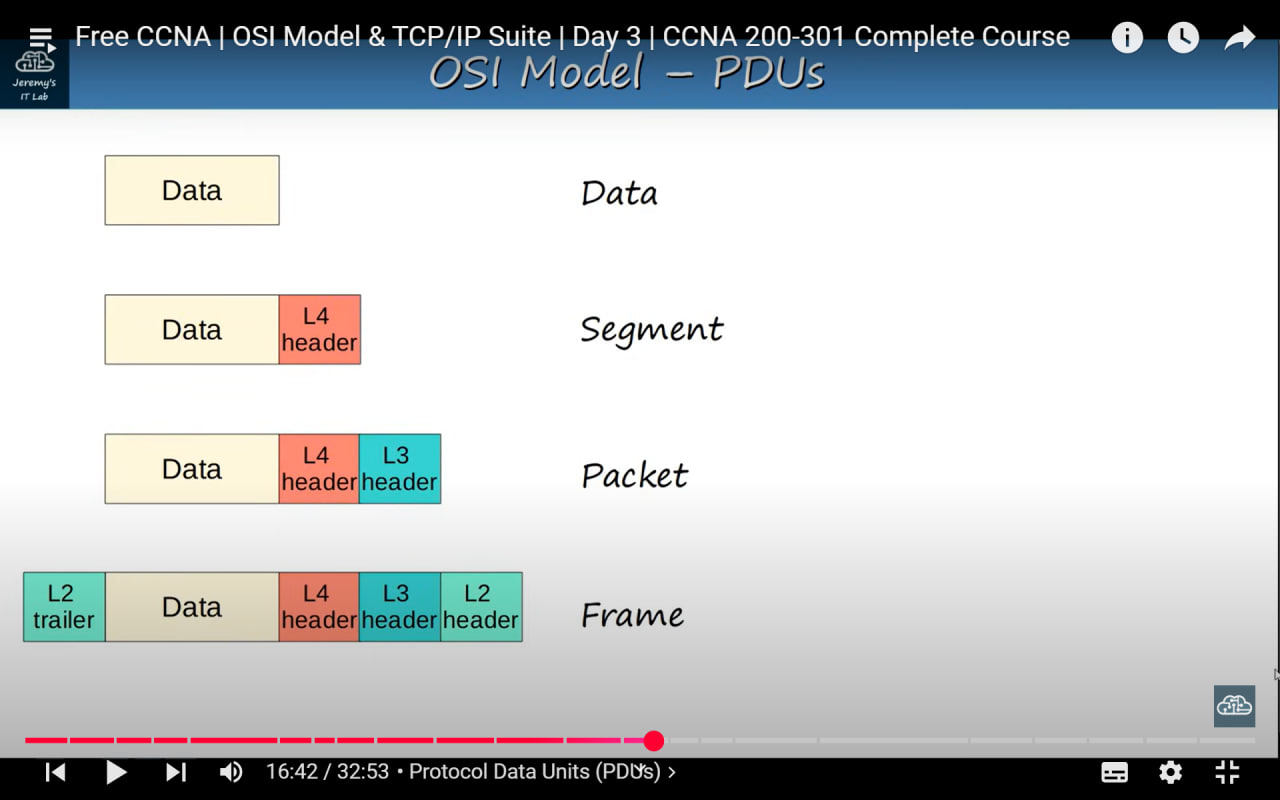 Free CCNA | OSI Model & TCP/IP Suite | Day 3 | CCNA 200-301 Complete Course
Jeremy's
IT Lab
OSI Model – PDUs
Data
Data
Data
L4
header
Segment
Data
L4
header
L3
header
Packet
L2
trailer
Data
L4
header
L3
header
L2
header
Frame
16:42 / 32:53 • Protocol Data Units (PDUs) >